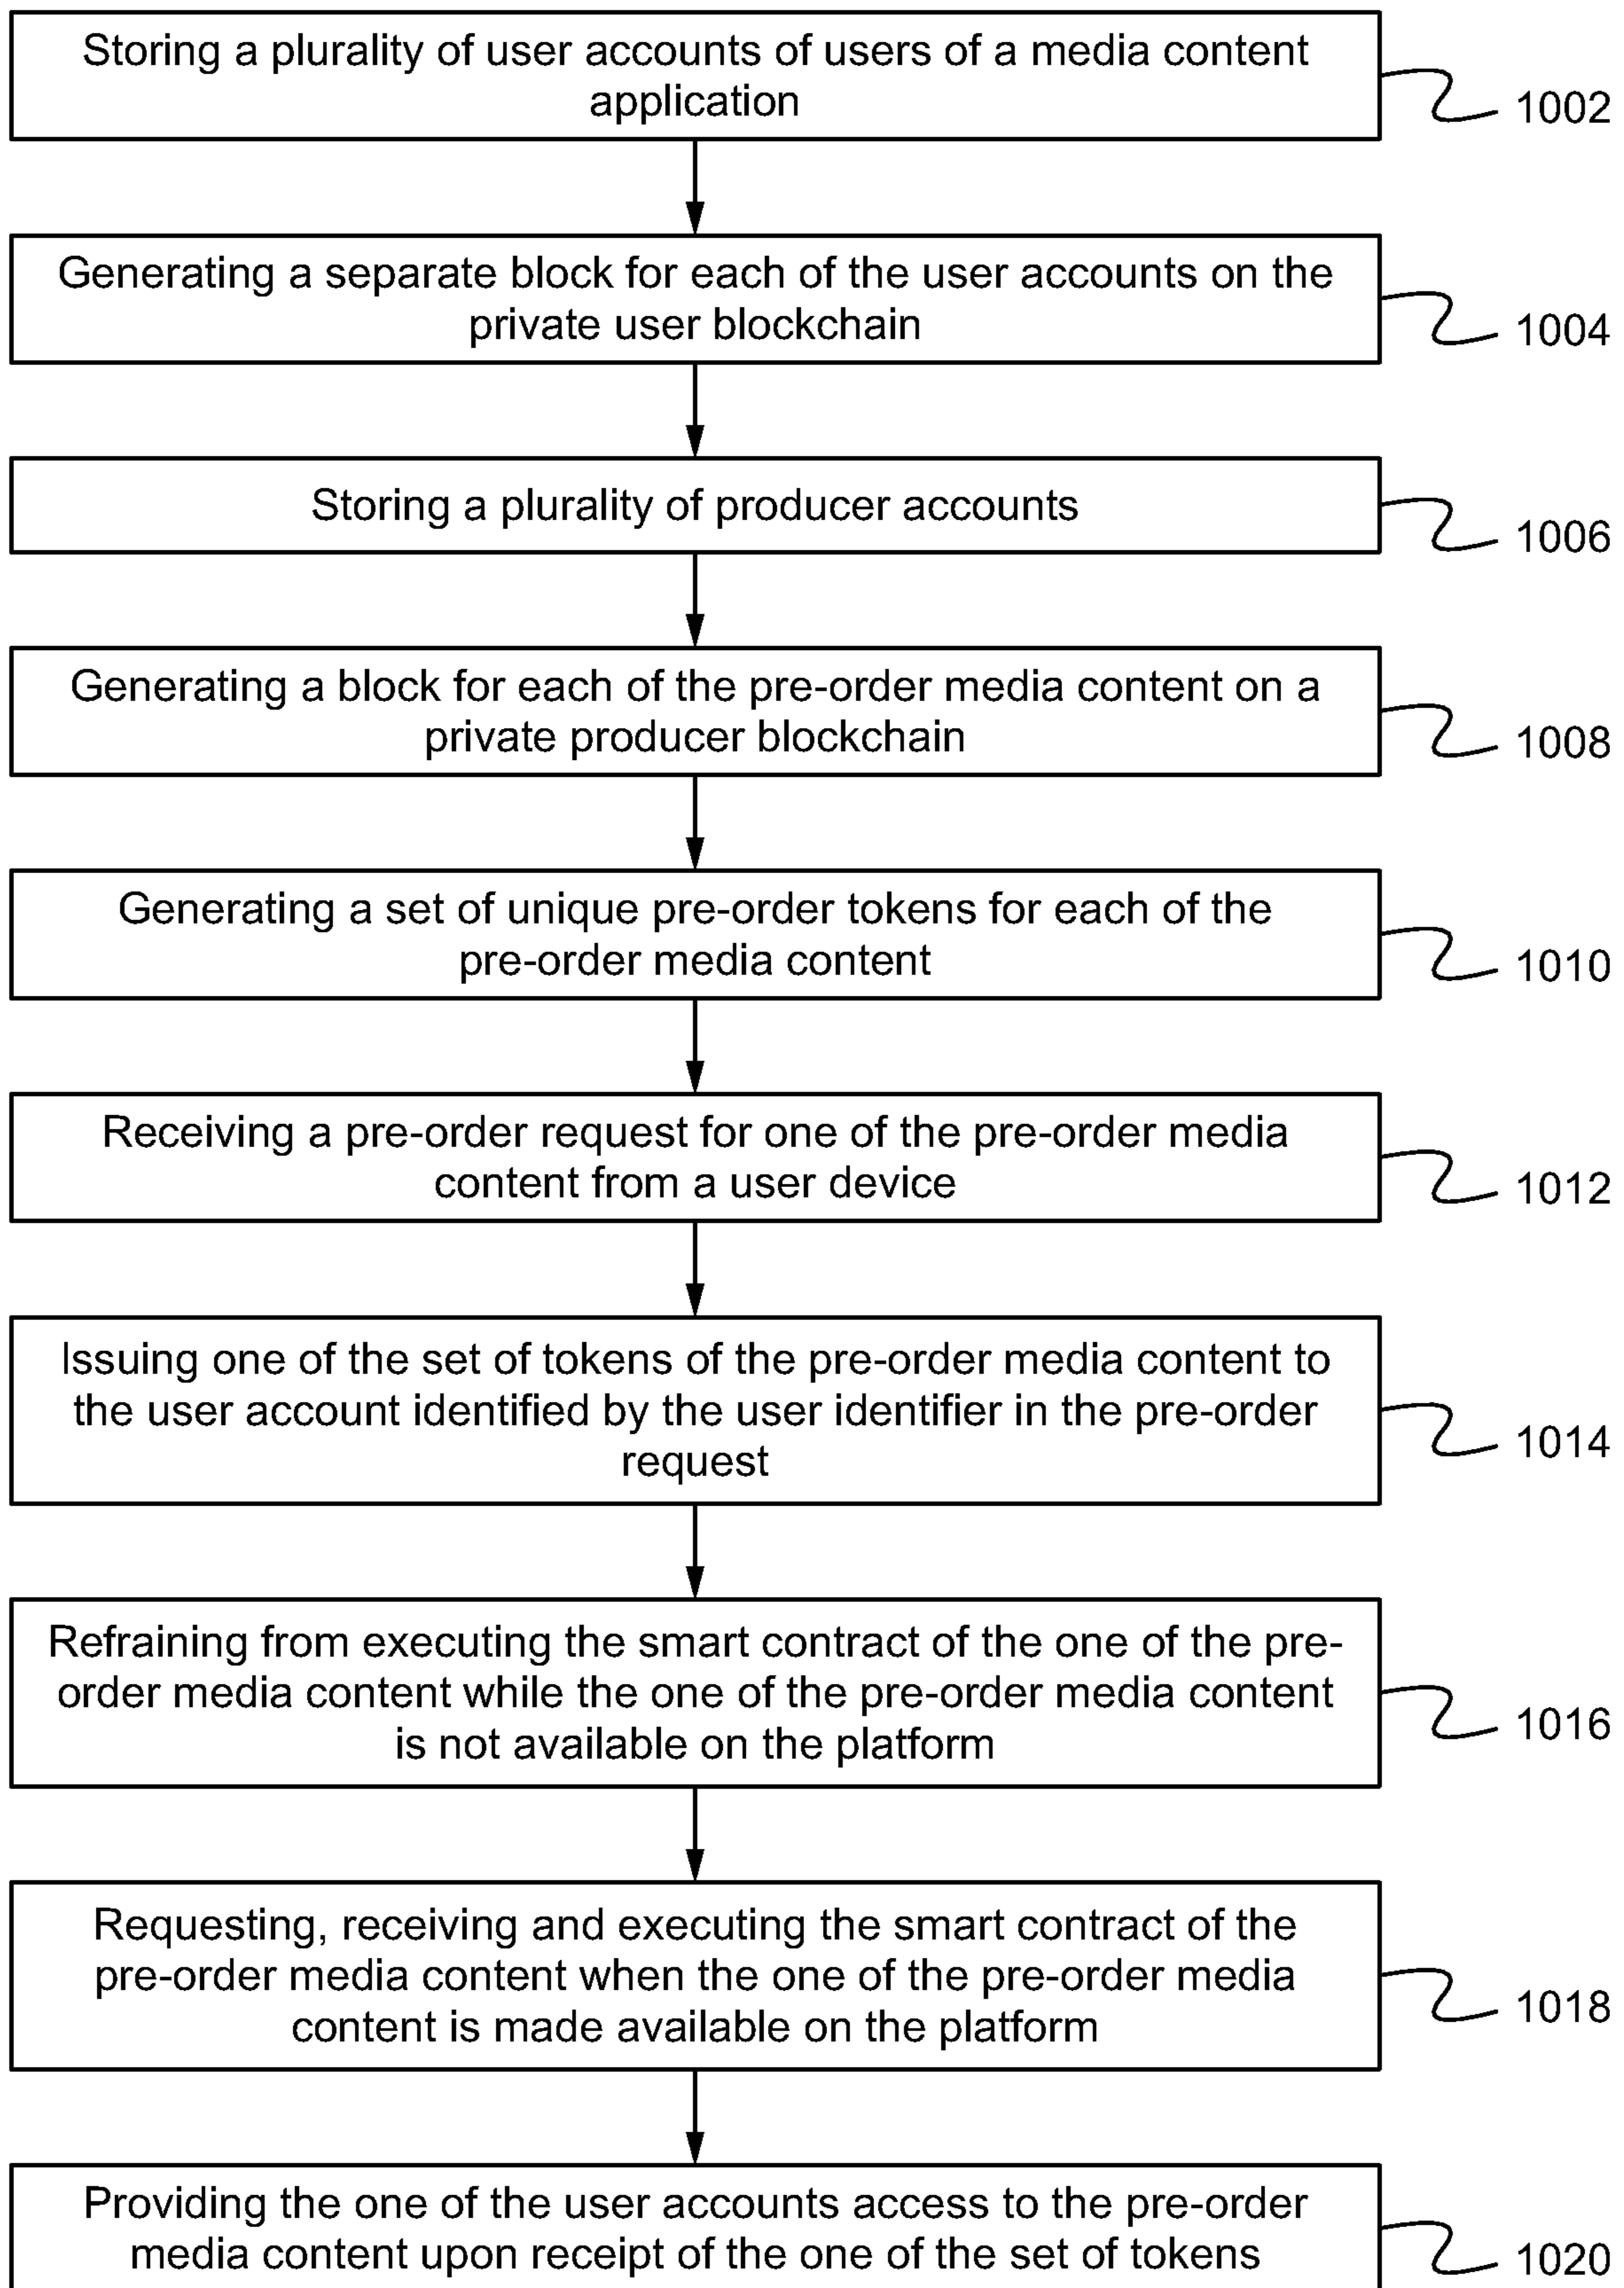 Storing a plurality of user accounts of users of a media content
application
1002
Generating a separate block for each of the user accounts on the
private user blockchain
1004
Storing a plurality of producer accounts
1006
Generating a block for each of the pre-order media content on a
private producer blockchain
1008
Generating a set of unique pre-order tokens for each of the
pre-order media content
1010
Receiving a pre-order request for one of the pre-order media
content from a user device
1012
Issuing one of the set of tokens of the pre-order media content to
the user account identified by the user identifier in the pre-order
request
1014
Refraining from executing the smart contract of the one of the pre-
order media content while the one of the pre-order media content
is not available on the platform
1016
Requesting, receiving and executing the smart contract of the
pre-order media content when the one of the pre-order media
content is made available on the platform
1018
Providing the one of the user accounts access to the pre-order
media content upon receipt of the one of the set of tokens
1020